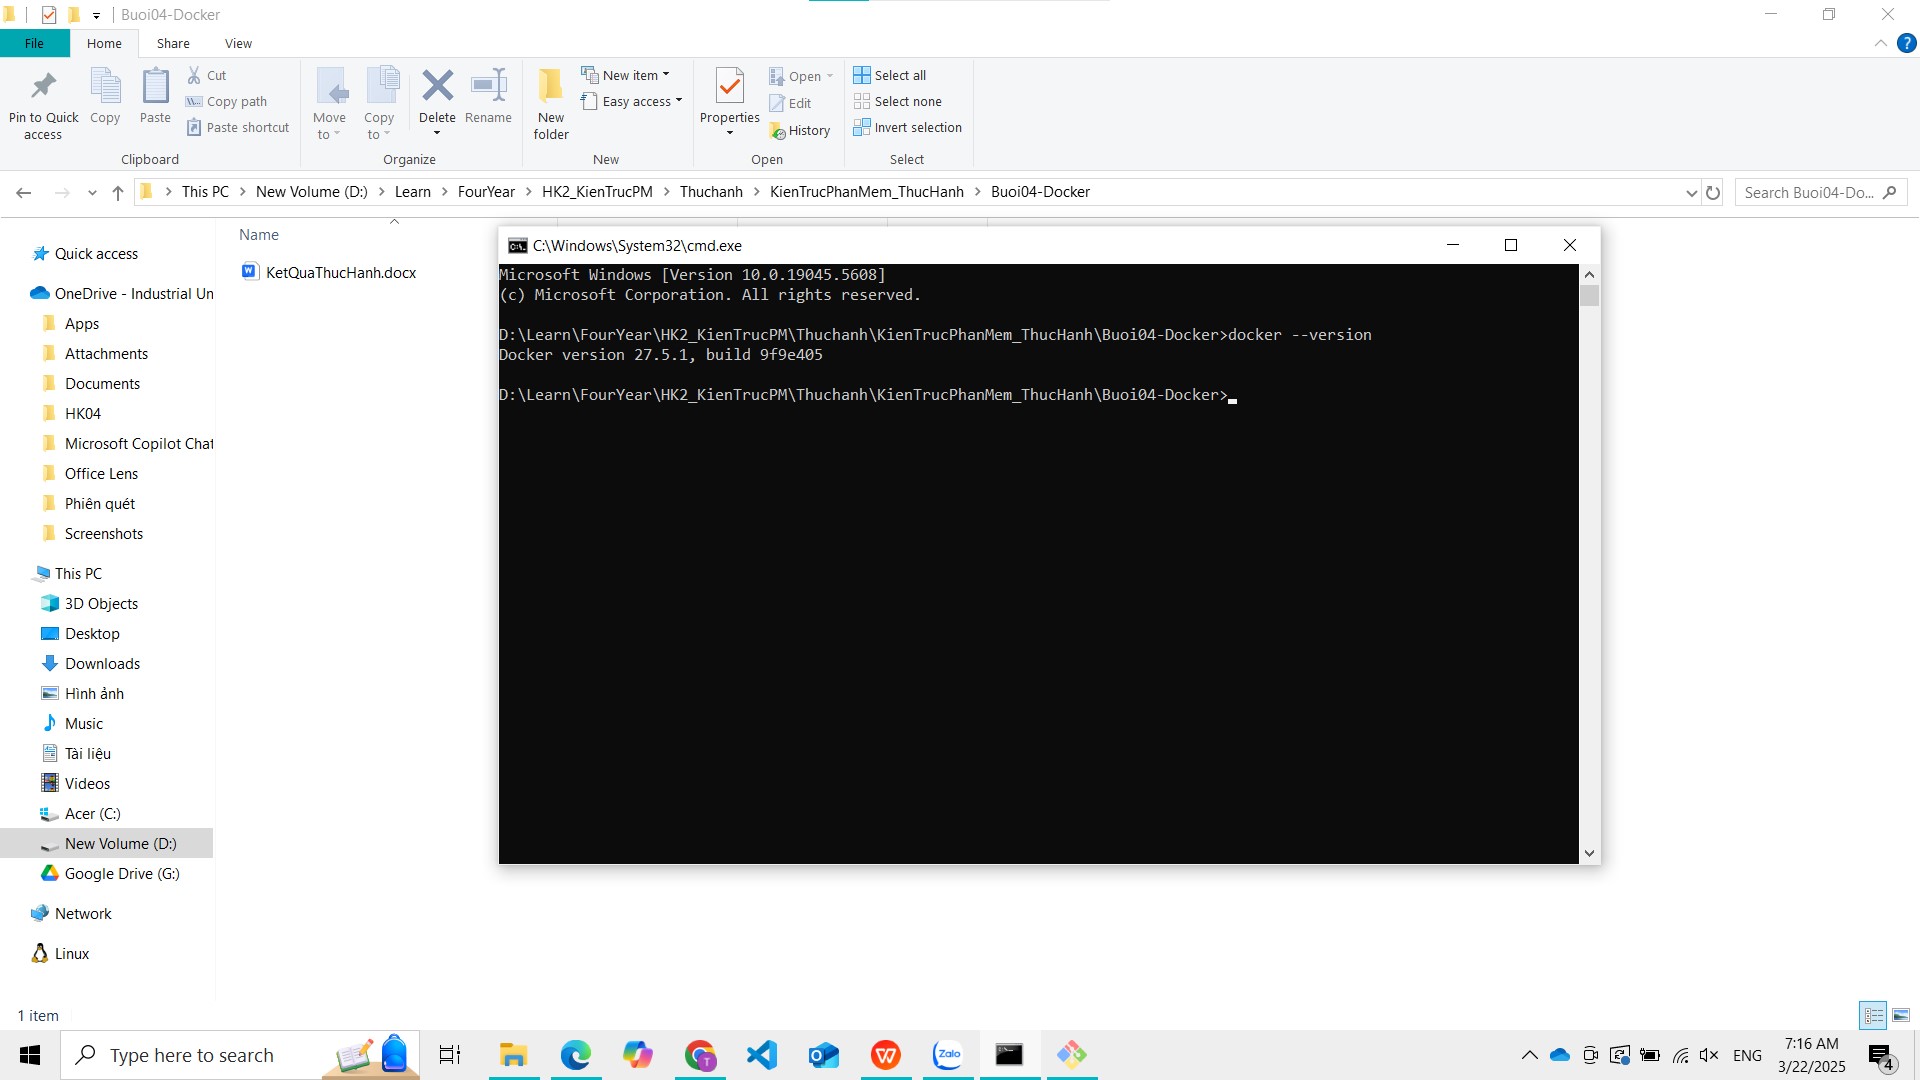 Buoi04-Docker
File Home Share View
Pin to Quick access
Copy
Paste
Cut
Copy path
Paste shortcut
Clipboard
Move to
Copy to
Delete
Rename
Organize
New folder
New item
Easy access
New
Properties
Open
Edit
History
Open
Select all
Select none
Invert selection
Select
This PC > New Volume (D:) > Learn > FourYear > HK2_KienTrucPM > Thuchanh > KienTrucPhanMem_ThucHanh > Buoi04-Docker
Search Buoi04-Do...
Quick access
OneDrive - Industrial Un
Apps
Attachments
Documents
HK04
Microsoft Copilot Chat
Office Lens
Phiên quét
Screenshots
This PC
3D Objects
Desktop
Downloads
Hình ảnh
Music
Tài liệu
Videos
Acer (C:)
New Volume (D:)
Google Drive (G:)
Network
Linux
Name
KetQuaThucHanh.docx
C:\Windows\System32\cmd.exe
Microsoft Windows [Version 10.0.19045.5608]
(c) Microsoft Corporation. All rights reserved.
D:\Learn\FourYear\HK2_KienTrucPM\Thuchanh\KienTrucPhanMem_ThucHanh\Buoi04-Docker>docker --version
Docker version 27.5.1, build 9f9e405
D:\Learn\FourYear\HK2_KienTrucPM\Thuchanh\KienTrucPhanMem_ThucHanh\Buoi04-Docker>
1 item
Type here to search
Zalo
ENG
7:16 AM
3/22/2025
4